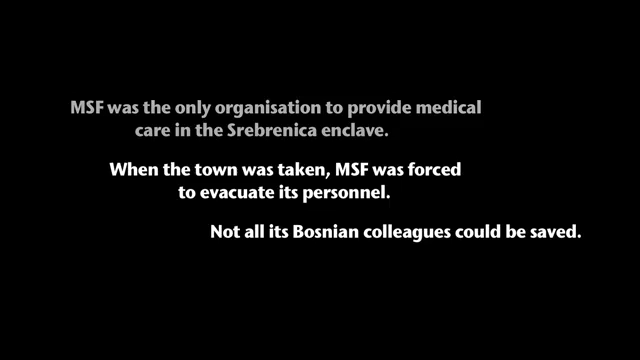 MSF was the only organisation to provide medical
care in the Srebrenica enclave.
When the town was taken, MSF was forced
to evacuate its personnel.
Not all its Bosnian colleagues could be saved.